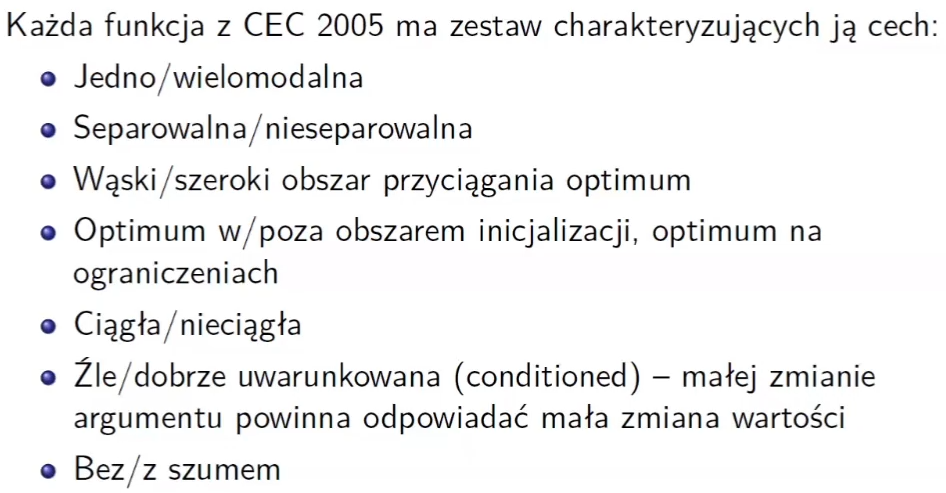 Każda funkcja z CEC 2005 ma zestaw charakteryzujących ją cech:
Jedno/wielomodalna
Separowalna/nieseparowalna
Wąski/szeroki obszar przyciągania optimum
Optimum w/poza obszarem inicjalizacji, optimum na
ograniczeniach
Ciągła/nieciągła
Źle/dobrze uwarunkowana (conditioned) – małej zmianie
argumentu powinna odpowiadać mała zmiana wartości
Bez/z szumem